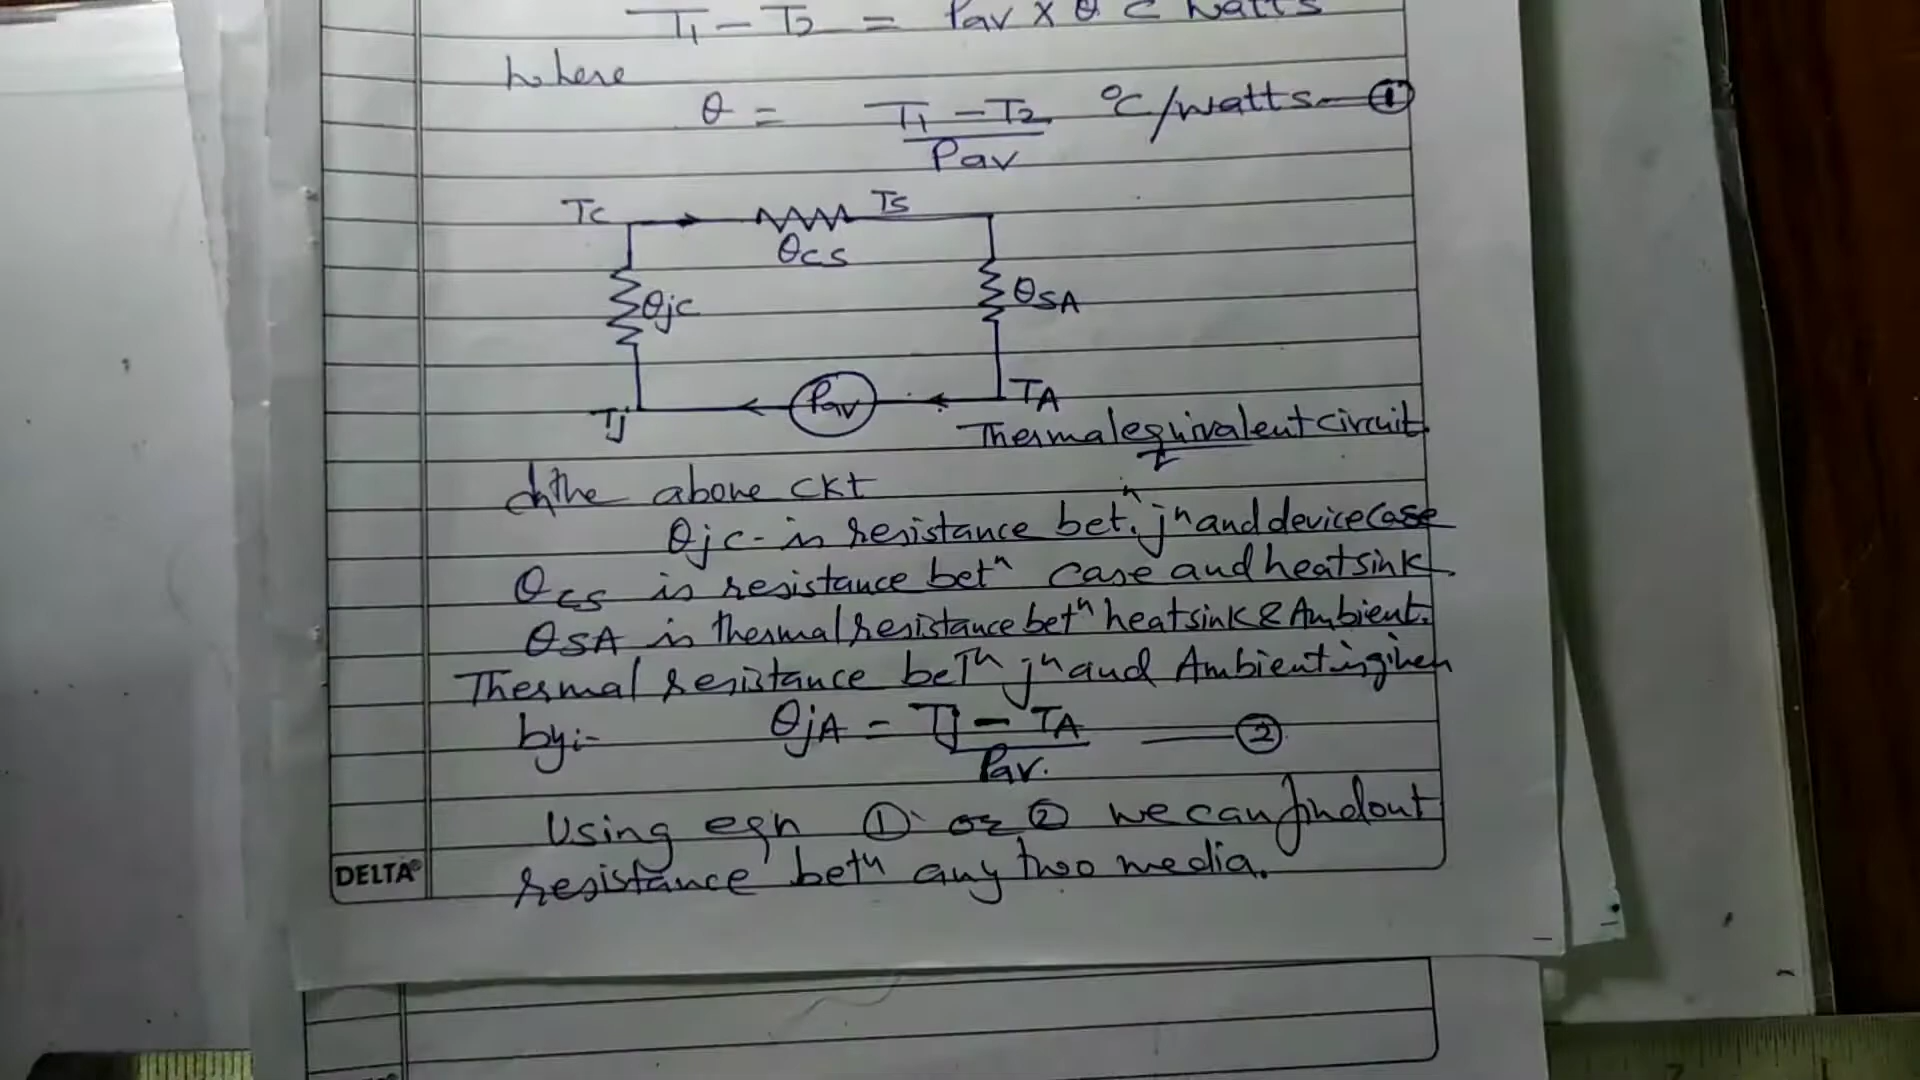 T₁ - T₂ = Pav × θ c watts
where
θ = T₁ - T₂ °C/watts — ①
Pav
Tc
Ts
θcs
θjc
θSA
Pav
Tj
TA
Thermal equivalent circuit
In the above ckt
θjc - is resistance betⁿ. jⁿ and device case
θcs is resistance betⁿ case and heatsink.
θSA is thermal resistance betⁿ heatsink & Ambient.
Thermal resistance beTⁿ jⁿ and Ambient is given
by:- θjA = Tj - TA — ②
Pav.
Using eqn ① or ② we can find out
resistance betⁿ any two media.
DELTA®